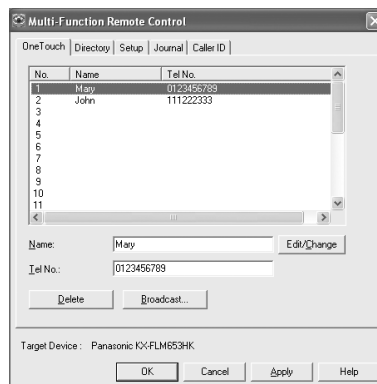 Multi-Function Remote Control
OneTouch Directory Setup Journal Caller ID
No. Name Tel No.
1 Mary 0123456789
2 John 111222333
3
4
5
6
7
8
9
10
11
Name: Mary Edit/Change
Tel No.: 0123456789
Delete Broadcast...
Target Device : Panasonic KX-FLM653HK
OK Cancel Apply Help